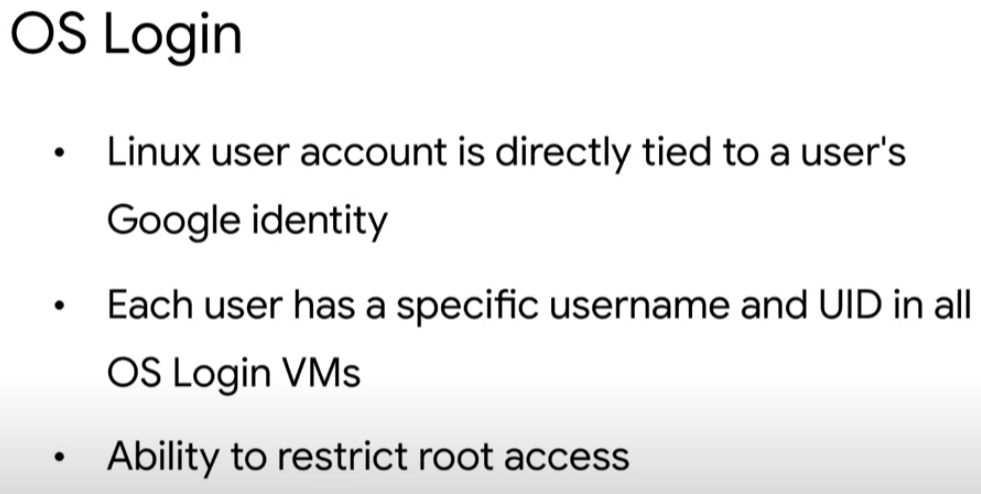 OS Login
• Linux user account is directly tied to a user's
Google identity
• Each user has a specific username and UID in all
OS Login VMs
• Ability to restrict root access